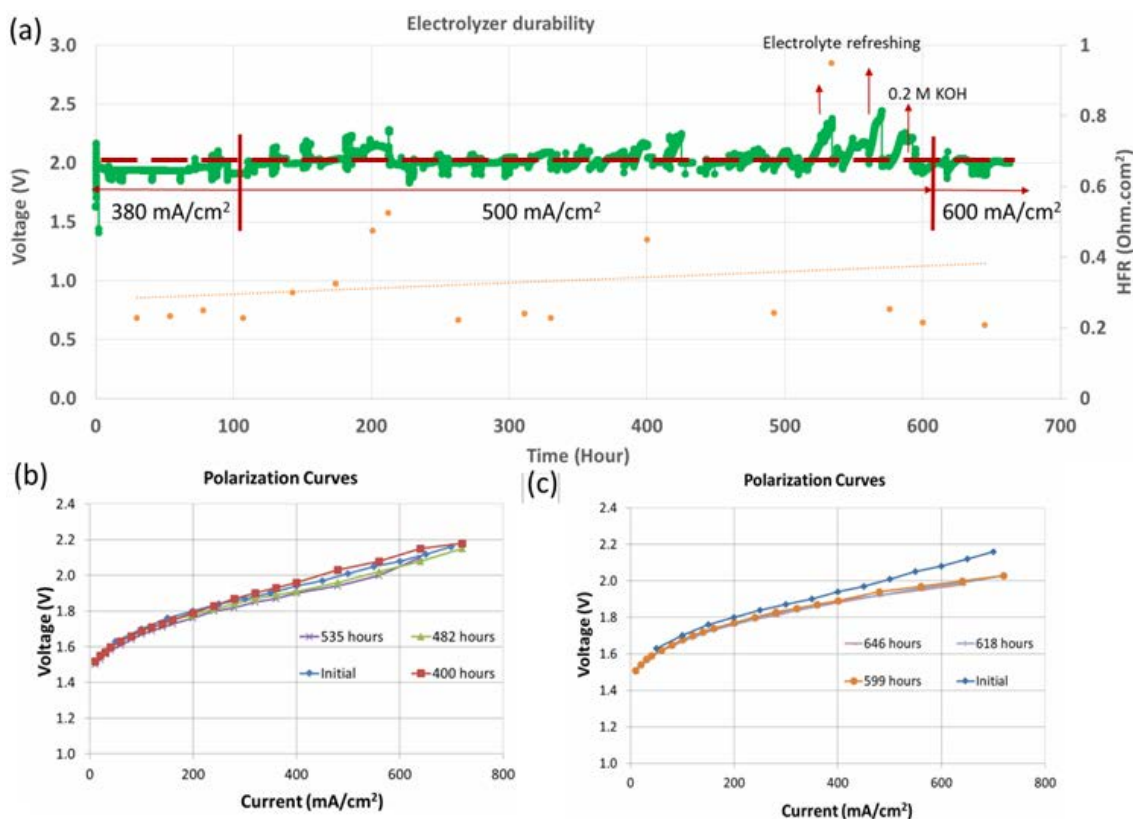 (a)
Electrolyzer durability
3.0
2.5
2.0
1.5
1.0
0.5
0.0
Voltage (V)
1
0.8
0.6
0.4
0.2
0
HFR (Ohm.com²)
Electrolyte refreshing
0.2 M KOH
380 mA/cm²
500 mA/cm²
600 mA/cm²
0 100 200 300 400 500 600 700
Time (Hour)
(b)
Polarization Curves
2.4
2.2
2.0
1.8
1.6
1.4
1.2
1.0
Voltage (V)
535 hours
482 hours
Initial
400 hours
0 200 400 600 800
Current (mA/cm²)
(c)
Polarization Curves
2.4
2.2
2.0
1.8
1.6
1.4
1.2
1.0
Voltage (V)
646 hours
618 hours
599 hours
Initial
0 200 400 600 800
Current (mA/cm²)